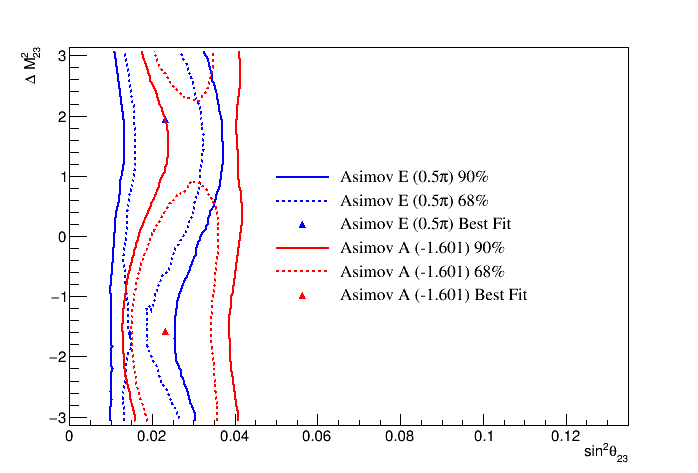 Δ M²₂₃
3
2
1
0
−1
−2
−3
Asimov E (0.5π) 90%
Asimov E (0.5π) 68%
Asimov E (0.5π) Best Fit
Asimov A (-1.601) 90%
Asimov A (-1.601) 68%
Asimov A (-1.601) Best Fit
0 0.02 0.04 0.06 0.08 0.1 0.12
sin²θ₂₃